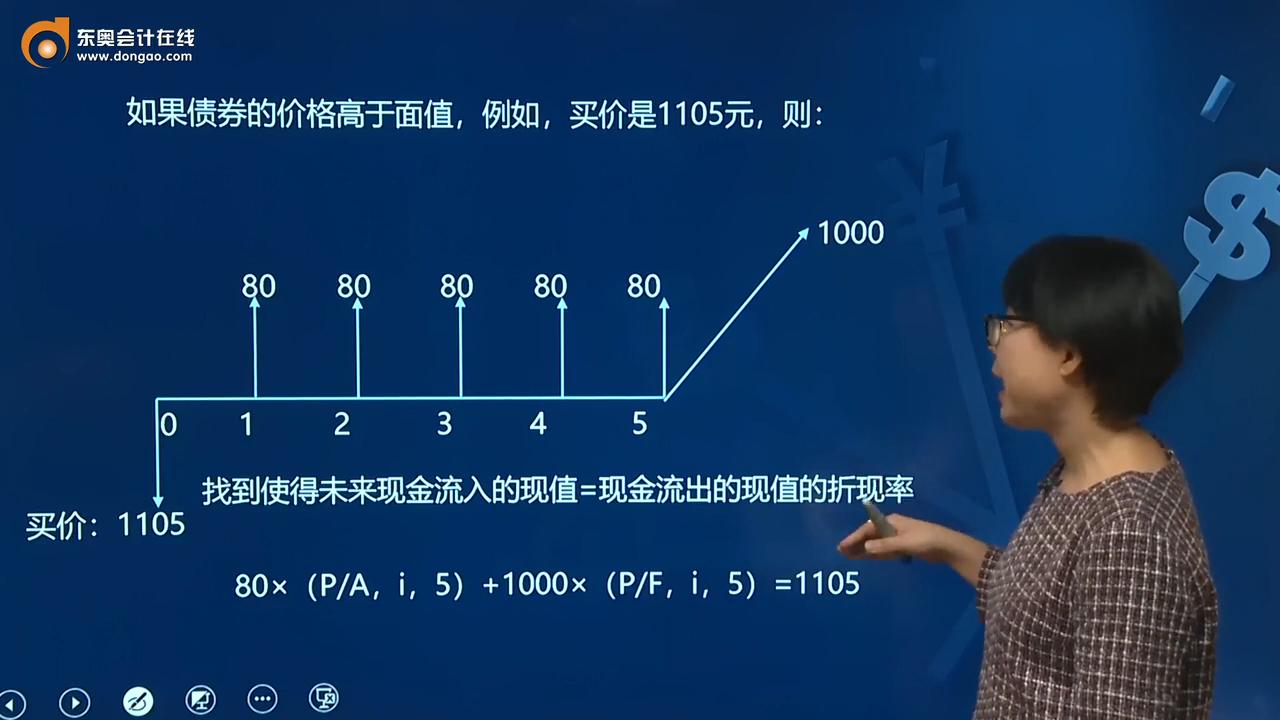 东奥会计在线
www.dongao.com
如果债券的价格高于面值，例如，买价是1105元，则：
1000
80 80 80 80 80
0 1 2 3 4 5
找到使得未来现金流入的现值=现金流出的现值的折现率
买价：1105
80×（P/A，i，5）+1000×（P/F，i，5）=1105